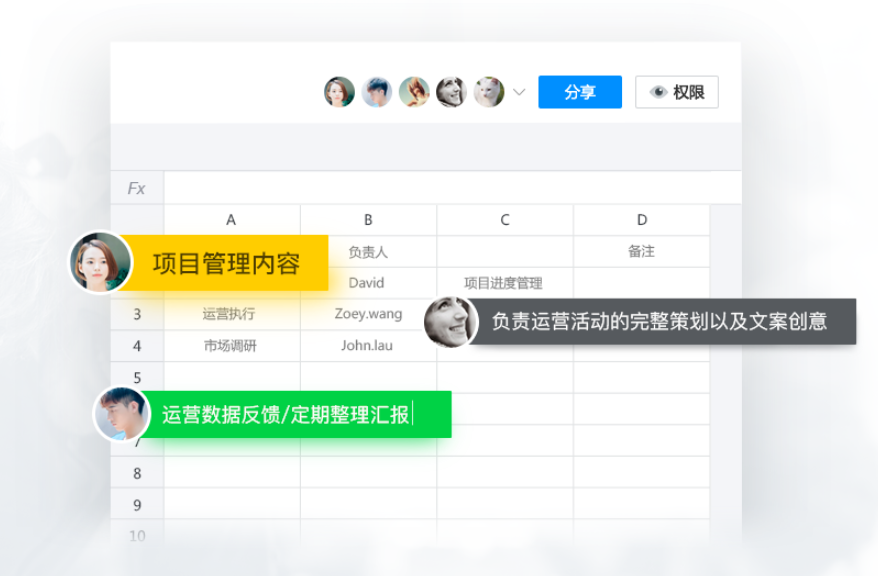 分享
权限
Fx
A B C D
项目管理内容
负责人
备注
David
项目进度管理
3 运营执行 Zoey.wang
负责运营活动的完整策划以及文案创意
4 市场调研 John.lau
5
运营数据反馈/定期整理汇报
7
8
9
10